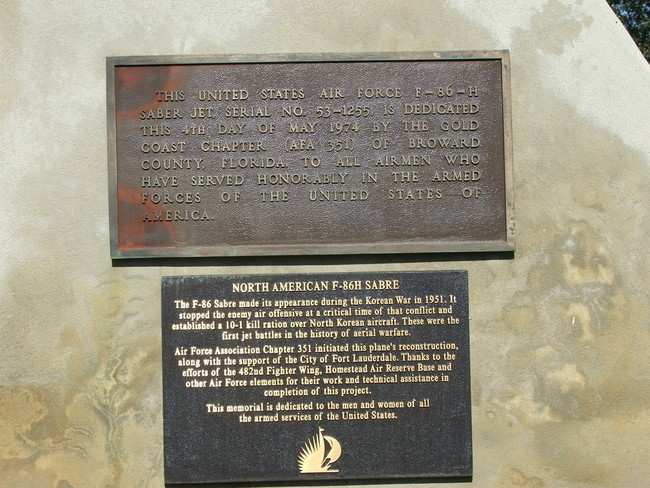 THIS UNITED STATES AIR FORCE F-86-H
SABER JET, SERIAL NO. 53-1255, IS DEDICATED
THIS 4TH DAY OF MAY 1974 BY THE GOLD
COAST CHAPTER (AFA 351) OF BROWARD
COUNTY, FLORIDA, TO ALL AIRMEN WHO
HAVE SERVED HONORABLY IN THE ARMED
FORCES OF THE UNITED STATES OF
AMERICA.
NORTH AMERICAN F-86H SABRE
The F-86 Sabre made its appearance during the Korean War in 1951. It
stopped the enemy air offensive at a critical time of that conflict and
established a 10-1 kill ration over North Korean aircraft. These were the
first jet battles in the history of aerial warfare.
Air Force Association Chapter 351 initiated this plane's reconstruction,
along with the support of the City of Fort Lauderdale. Thanks to the
efforts of the 482nd Fighter Wing, Homestead Air Reserve Base and
other Air Force elements for their work and technical assistance in
completion of this project.
This memorial is dedicated to the men and women of all
the armed services of the United States.